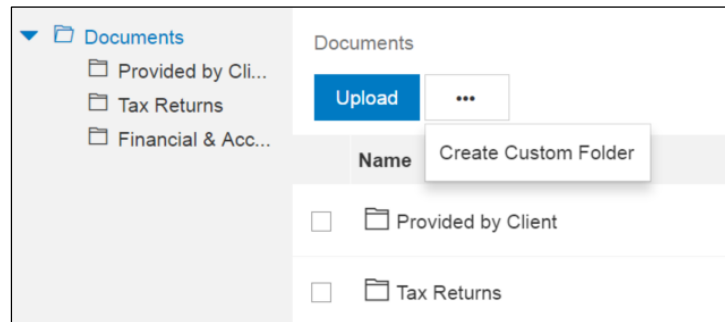 Documents
Provided by Cli...
Tax Returns
Financial & Acc...
Documents
Upload
•••
Create Custom Folder
Name
Provided by Client
Tax Returns